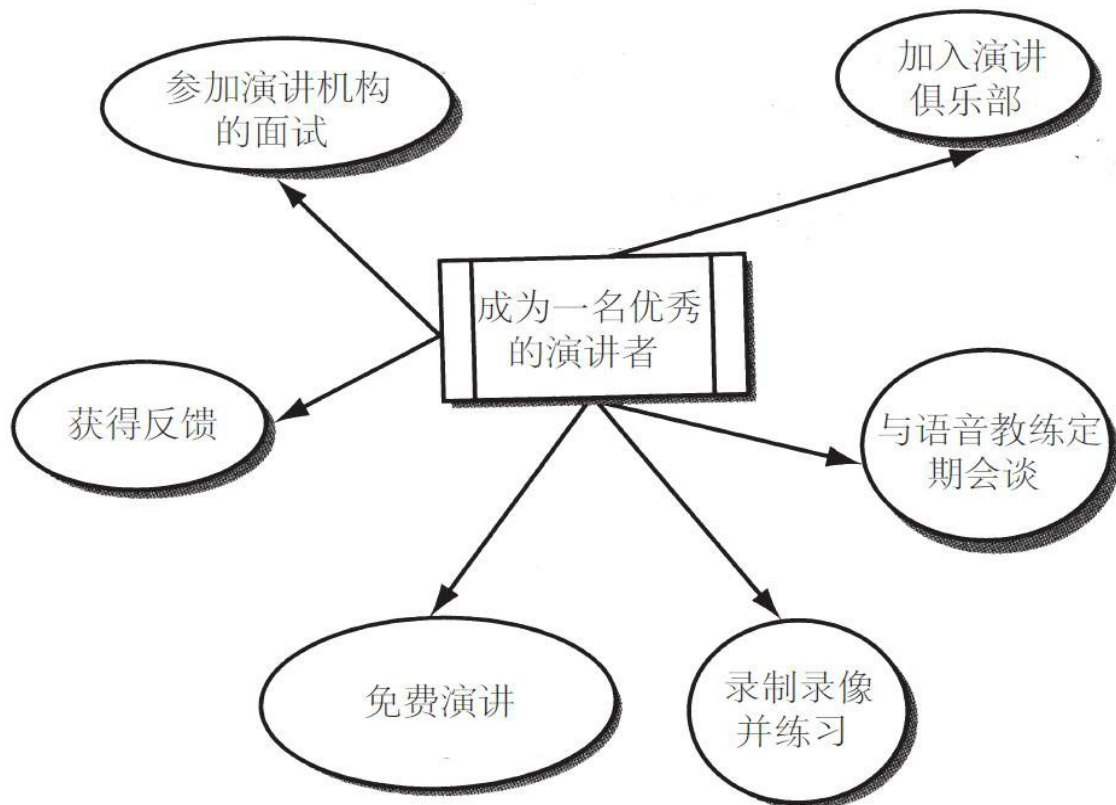 参加演讲机构
的面试
加入演讲
俱乐部
成为一名优秀
的演讲者
获得反馈
与语音教练定
期会谈
免费演讲
录制录像
并练习